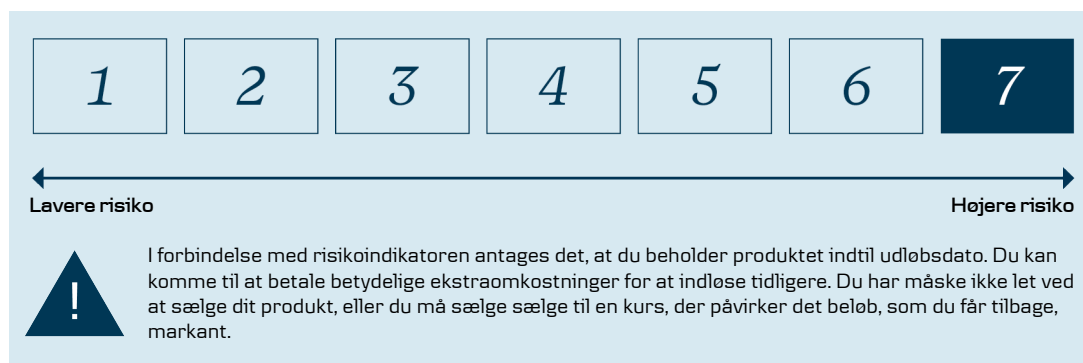 1 2 3 4 5 6 7
Lavere risiko Højere risiko
! I forbindelse med risikoindikatoren antages det, at du beholder produktet indtil udløbsdato. Du kan
komme til at betale betydelige ekstraomkostninger for at indløse tidligere. Du har måske ikke let ved
at sælge dit produkt, eller du må sælge sælge til en kurs, der påvirker det beløb, som du får tilbage,
markant.